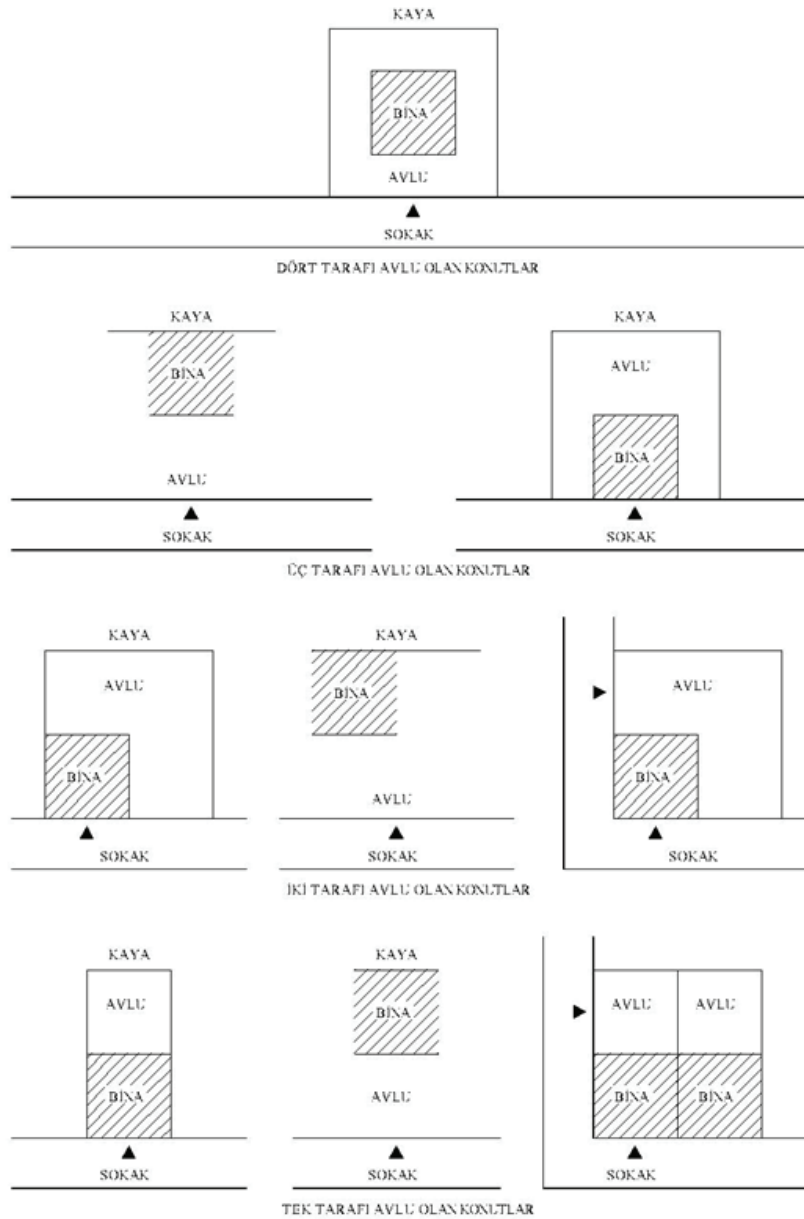 KAYA
BİNA
AVLU
SOKAK
DÖRT TARAFI AVLU OLAN KONUTLAR
KAYA
BİNA
AVLU
SOKAK
KAYA
AVLU
BİNA
SOKAK
ÜÇ TARAFI AVLU OLAN KONUTLAR
KAYA
AVLU
BİNA
SOKAK
KAYA
BİNA
AVLU
SOKAK
AVLU
BİNA
SOKAK
İKİ TARAFI AVLU OLAN KONUTLAR
KAYA
AVLU
BİNA
SOKAK
KAYA
BİNA
AVLU
SOKAK
AVLU AVLU
BİNA BİNA
SOKAK
TEK TARAFI AVLU OLAN KONUTLAR